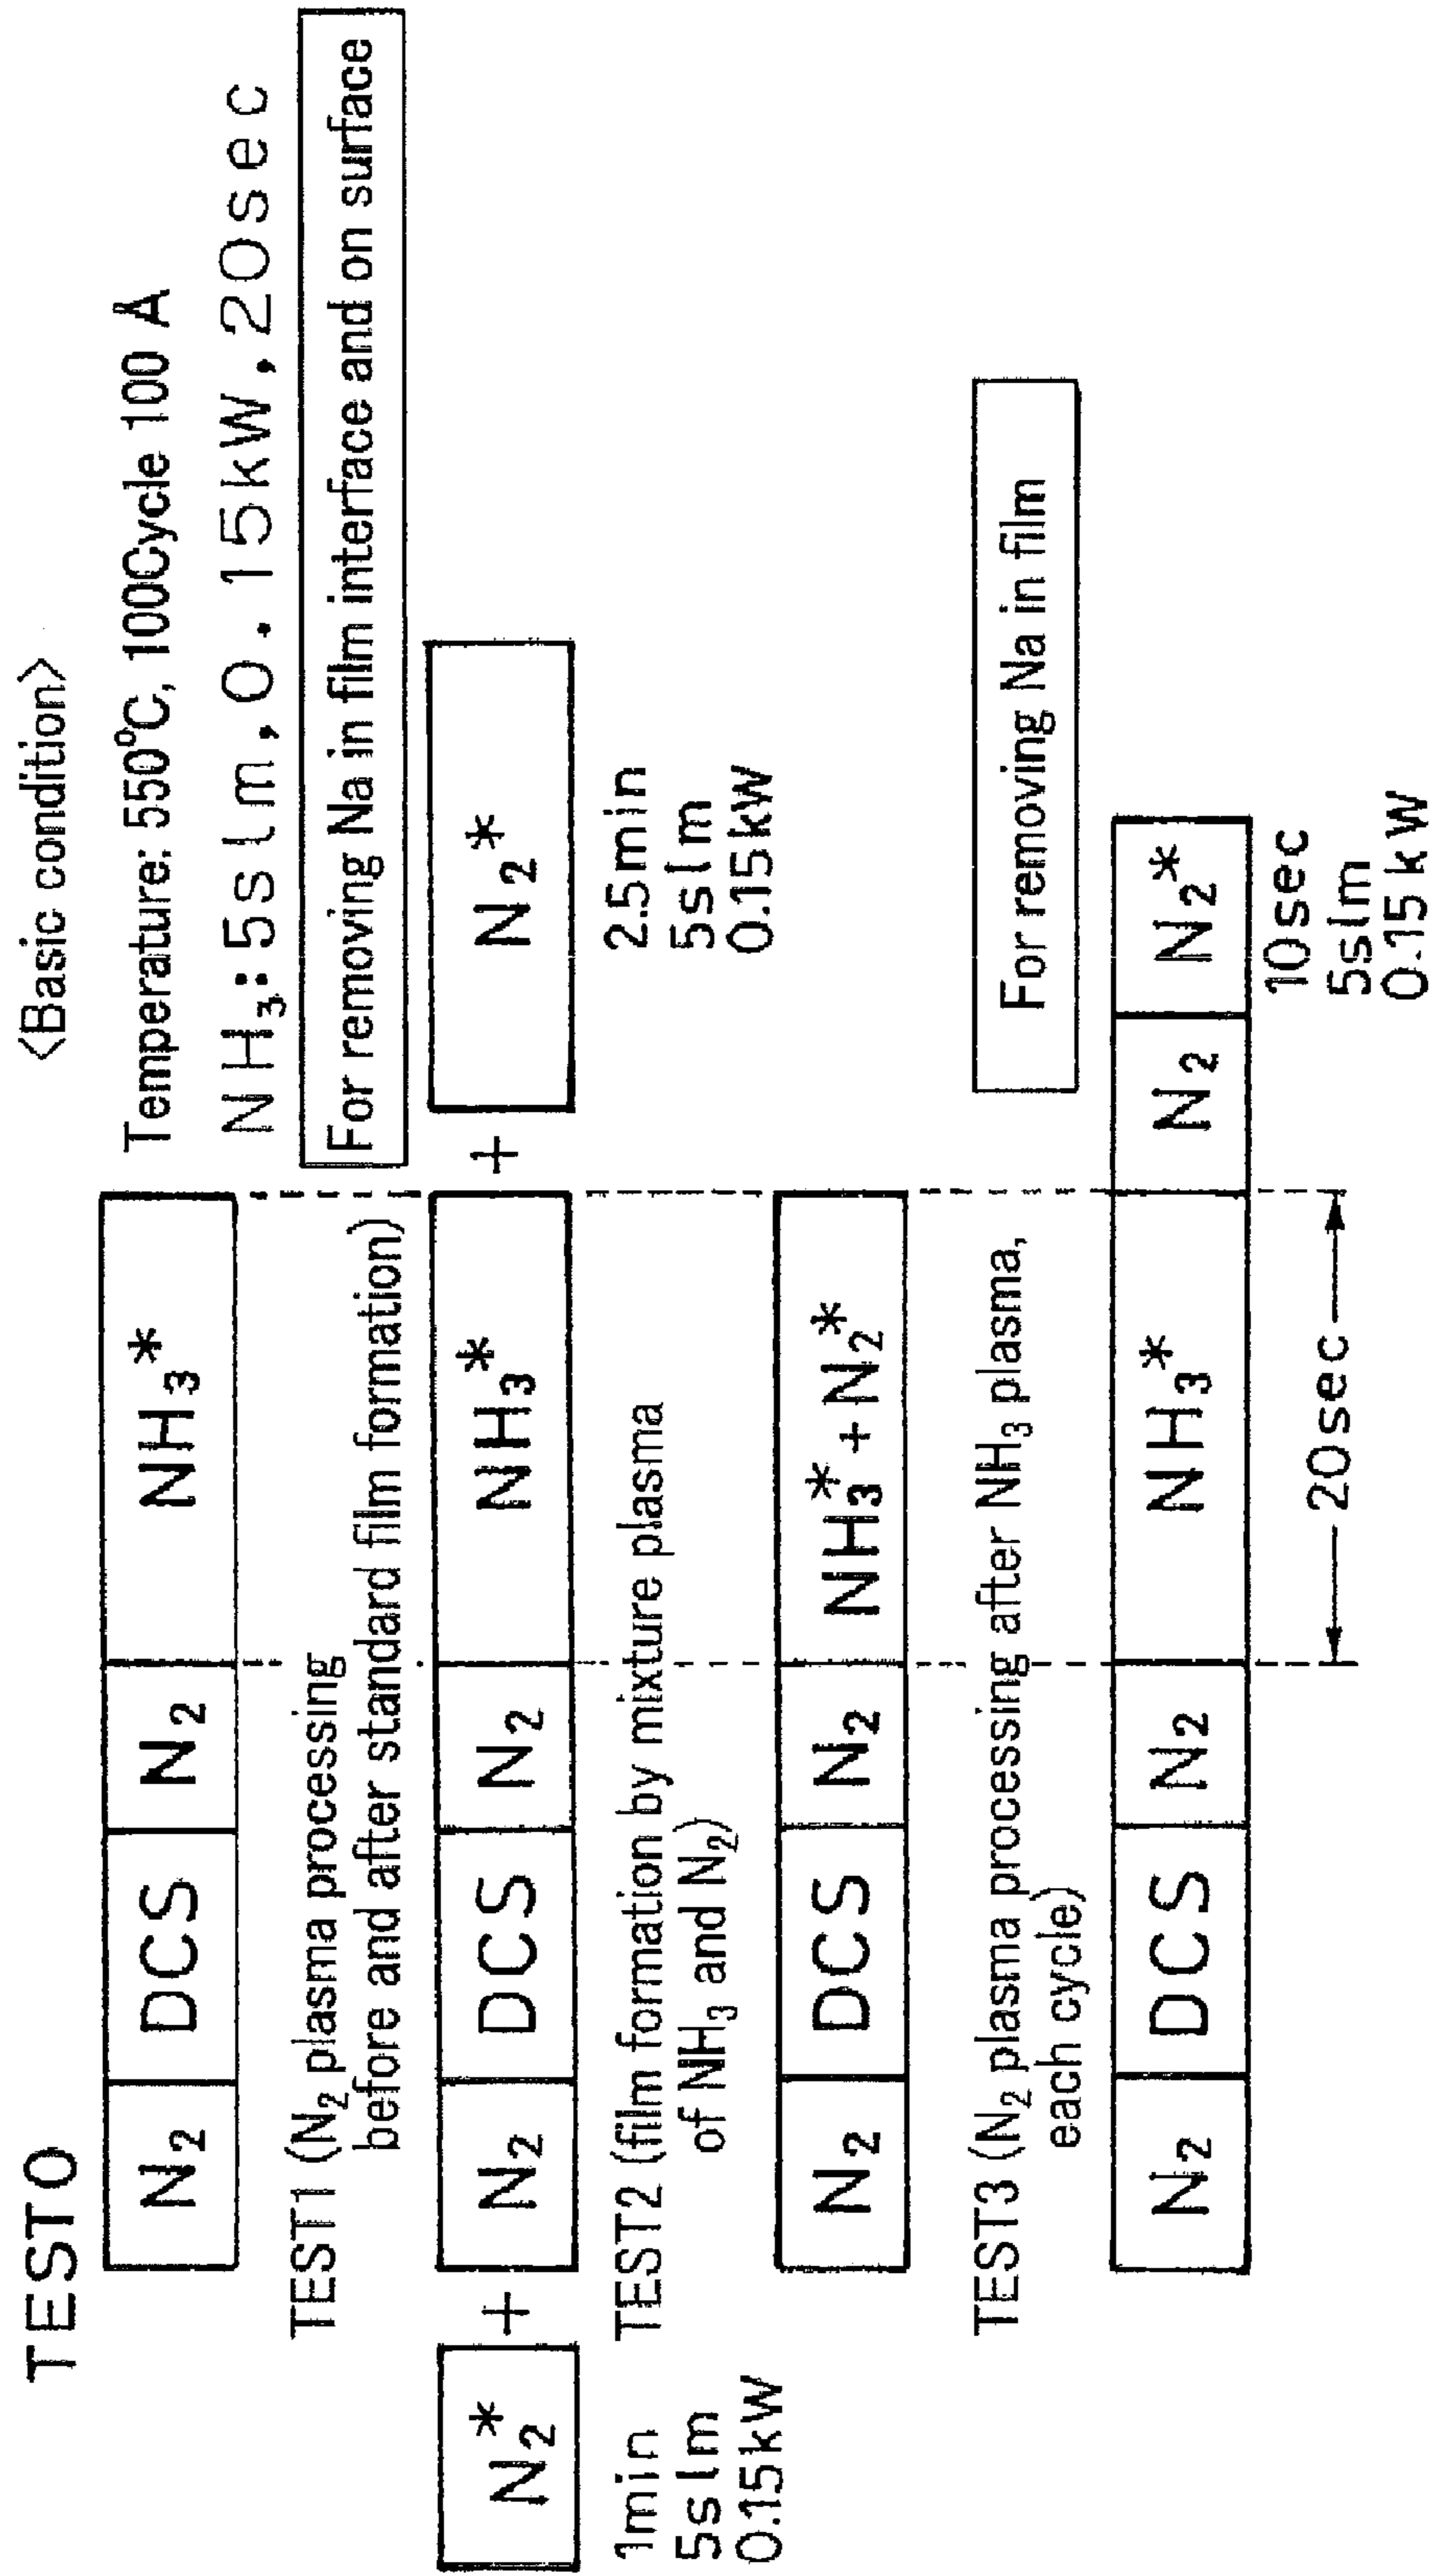 <Basic condition>
TEST0
Temperature: 550°C, 100Cycle 100 Å
N₂ DCS N₂ NH₃*
NH₃:5slm,0.15kW,20sec
TEST1 (N₂ plasma processing
before and after standard film formation)
For removing Na in film interface and on surface
N₂* + N₂ DCS N₂ NH₃* + N₂*
1min
5slm
0.15kW
2.5min
5slm
0.15kW
TEST2 (film formation by mixture plasma
of NH₃ and N₂)
N₂ DCS N₂ NH₃*+N₂*
TEST3 (N₂ plasma processing after NH₃ plasma,
each cycle)
For removing Na in film
N₂ DCS N₂ NH₃* N₂ N₂*
20sec
10sec
5slm
0.15kW